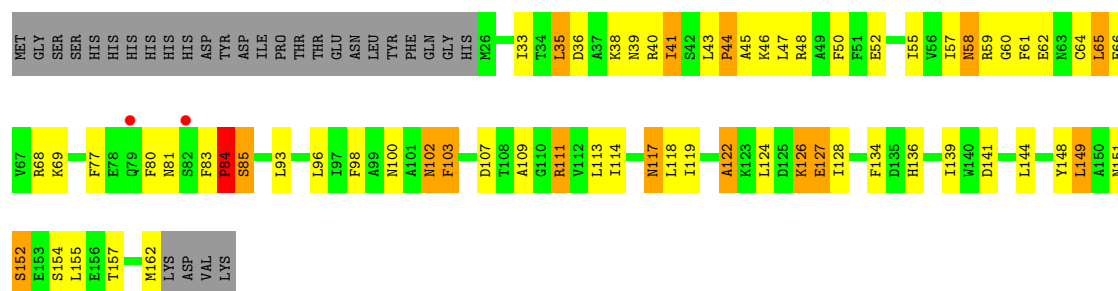 MET GLY SER SER HIS HIS HIS HIS HIS HIS ASP TYR ASP ILE PRO THR THR GLU ASN LEU TYR PHE GLN GLY HIS M26 I33 T34 L35 D36 A37 K38 N39 R40 I41 S42 L43 P44 A45 K46 L47 R48 A49 F50 F51 E52 I55 V56 I57 N58 R59 G60 F61 E62 N63 C64 L65
V67 R68 K69 F77 E78 Q79 F80 N81 S82 F83 P84 S85 L93 L96 I97 F98 A99 N100 A101 N102 F103 D107 T108 A109 G110 R111 V112 L113 I114 N117 L118 I119 A122 K123 L124 D125 K126 E127 I128 F134 D135 H136 I139 W140 D141 L144 Y148 L149 A150 N151
S152 E153 S154 L155 E156 T157 M162 LYS ASP VAL LYS